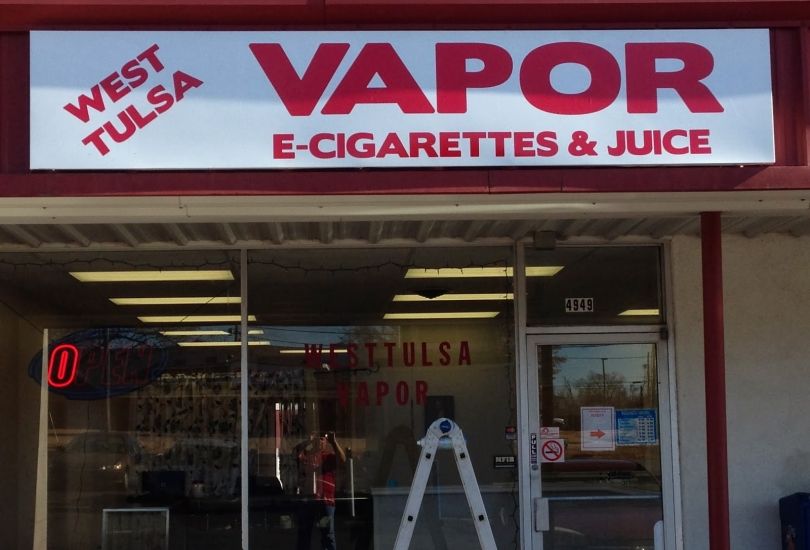 WEST
TULSA
VAPOR
E-CIGARETTES & JUICE
4949
OPEN
WESTTULSA
VAPOR